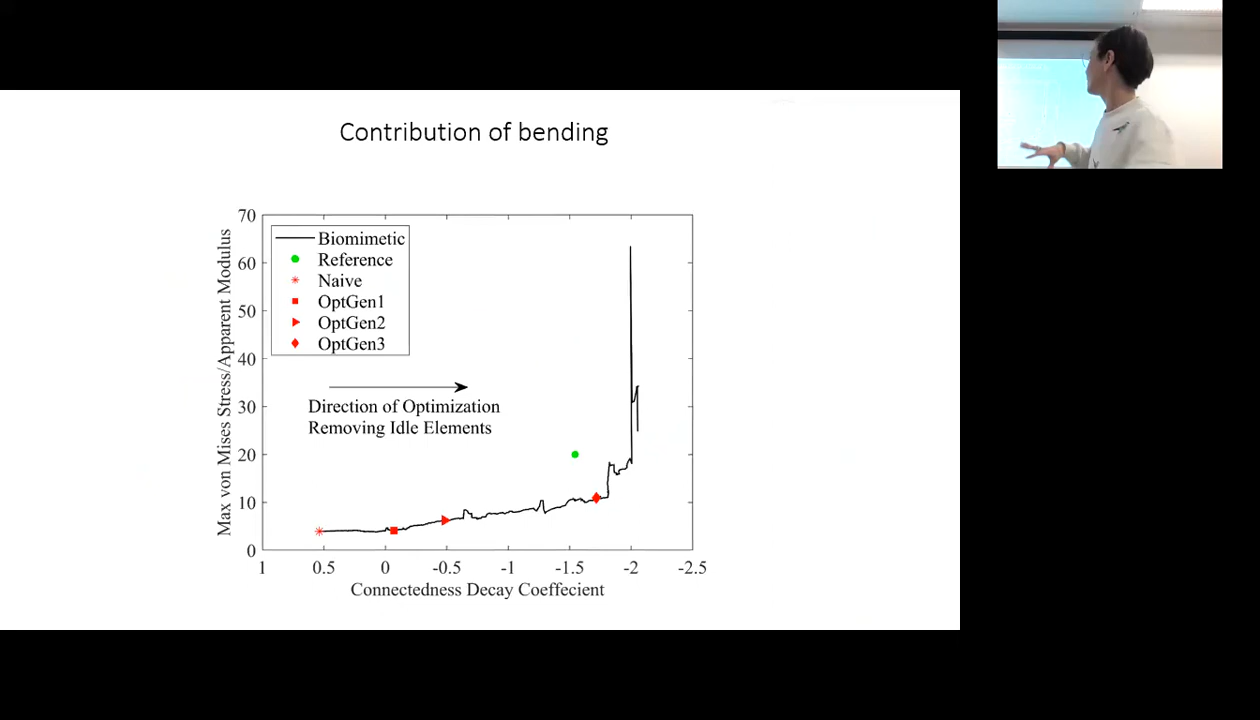 Contribution of bending
70
60
50
40
30
20
10
0
Max von Mises Stress/Apparent Modulus
Biomimetic
Reference
Naive
OptGen1
OptGen2
OptGen3
Direction of Optimization
Removing Idle Elements
1 0.5 0 -0.5 -1 -1.5 -2 -2.5
Connectedness Decay Coeffecient